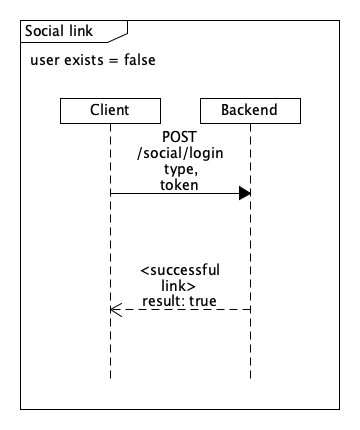 Social link
user exists = false
Client
Backend
POST
/social/login
type,
token
<successful
link>
result: true